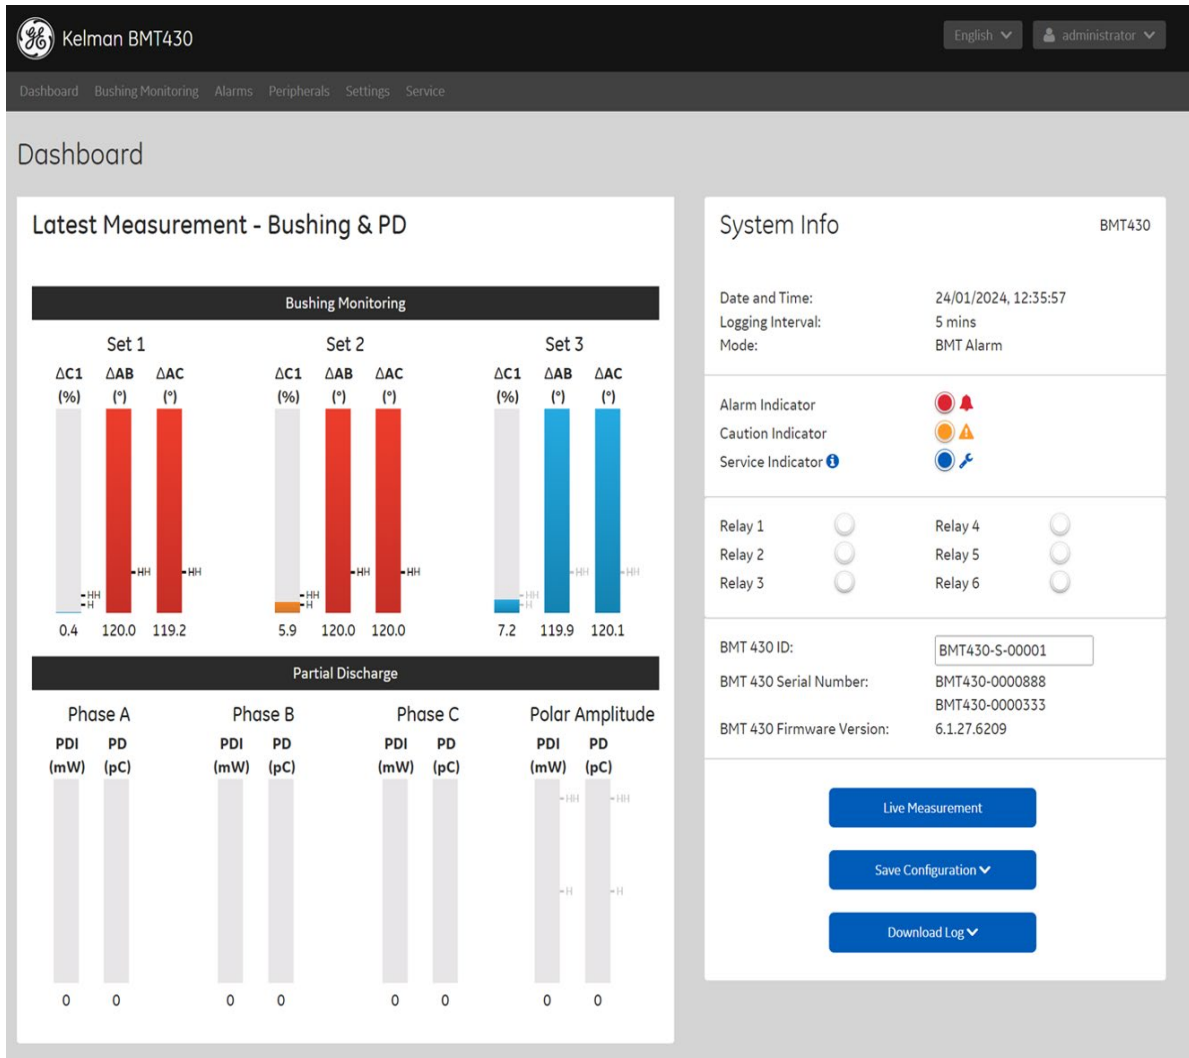 Kelman BMT430
English
administrator
Dashboard Bushing Monitoring Alarms Peripherals Settings Service
Dashboard
Latest Measurement - Bushing & PD
Bushing Monitoring
Set 1 Set 2 Set 3
ΔC1 ΔAB ΔAC ΔC1 ΔAB ΔAC ΔC1 ΔAB ΔAC
(%) (°) (°) (%) (°) (°) (%) (°) (°)
HH HH HH HH HH HH
HH HH HH
H H H
0.4 120.0 119.2 5.9 120.0 120.0 7.2 119.9 120.1
Partial Discharge
Phase A Phase B Phase C Polar Amplitude
PDI PD PDI PD PDI PD PDI PD
(mW) (pC) (mW) (pC) (mW) (pC) (mW) (pC)
HH HH
H H
0 0 0 0 0 0 0 0
System Info BMT430
Date and Time: 24/01/2024, 12:35:57
Logging Interval: 5 mins
Mode: BMT Alarm
Alarm Indicator
Caution Indicator
Service Indicator
Relay 1 Relay 4
Relay 2 Relay 5
Relay 3 Relay 6
BMT 430 ID: BMT430-S-00001
BMT 430 Serial Number: BMT430-0000888
BMT430-0000333
BMT 430 Firmware Version: 6.1.27.6209
Live Measurement
Save Configuration
Download Log